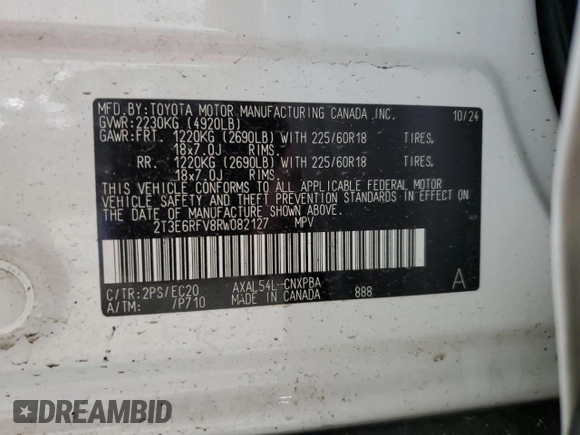 MFD.BY:TOYOTA MOTOR MANUFACTURING CANADA INC. 10/24
GVWR:2230KG (4920LB)
GAWR:FRT. 1220KG (2690LB) WITH 225/60R18 TIRES,
18x7.0J RIMS.
RR. 1220KG (2690LB) WITH 225/60R18 TIRES,
18x7.0J RIMS.
THIS VEHICLE CONFORMS TO ALL APPLICABLE FEDERAL MOTOR
VEHICLE SAFETY AND THEFT PREVENTION STANDARDS IN EFFECT
ON THE DATE OF MANUFACTURE SHOWN ABOVE.
2T3E6RFV8RW082127 MPV
C/TR:2PS/EC20 AXAL54L-CNXPBA A
A/TM: /P710 MADE IN CANADA 888
DREAMBID